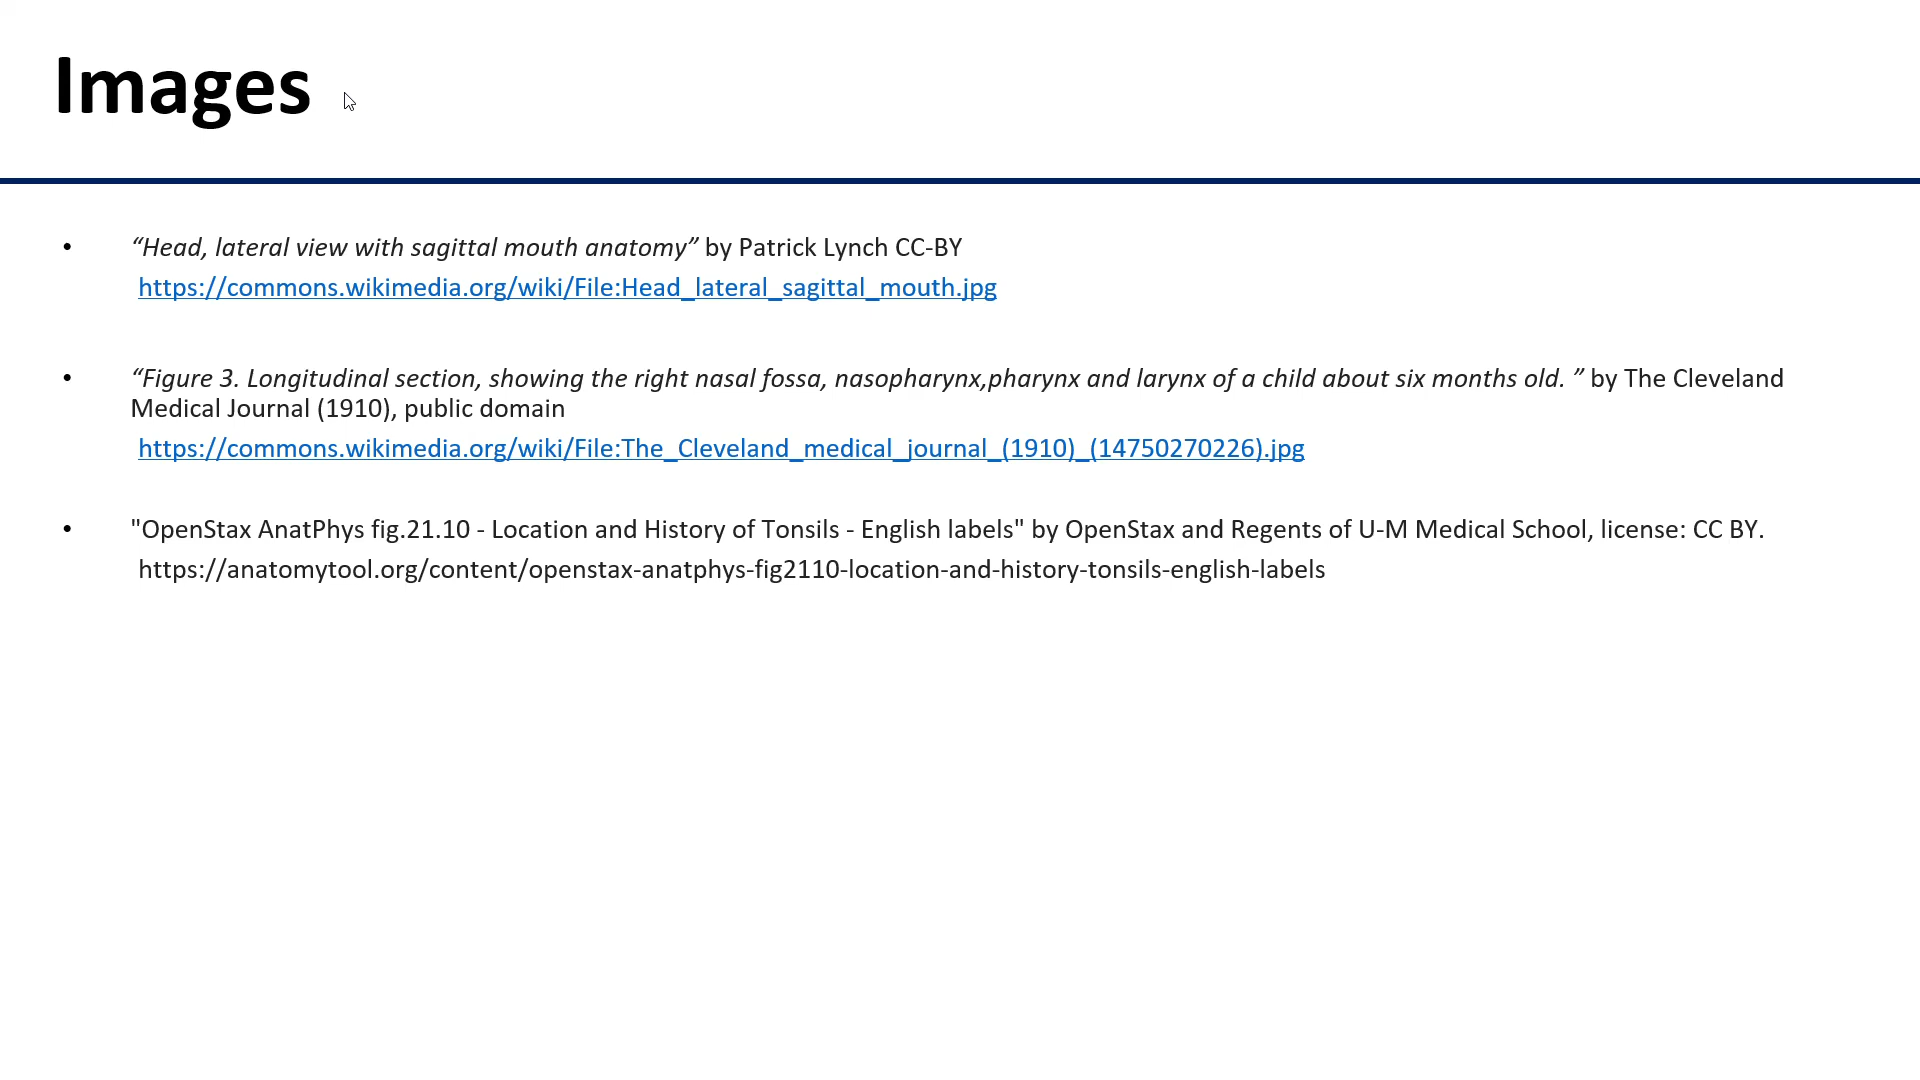 Images
• “Head, lateral view with sagittal mouth anatomy” by Patrick Lynch CC-BY
https://commons.wikimedia.org/wiki/File:Head_lateral_sagittal_mouth.jpg
• “Figure 3. Longitudinal section, showing the right nasal fossa, nasopharynx,pharynx and larynx of a child about six months old. ” by The Cleveland
Medical Journal (1910), public domain
https://commons.wikimedia.org/wiki/File:The_Cleveland_medical_journal_(1910)_(14750270226).jpg
• "OpenStax AnatPhys fig.21.10 - Location and History of Tonsils - English labels" by OpenStax and Regents of U-M Medical School, license: CC BY.
https://anatomytool.org/content/openstax-anatphys-fig2110-location-and-history-tonsils-english-labels